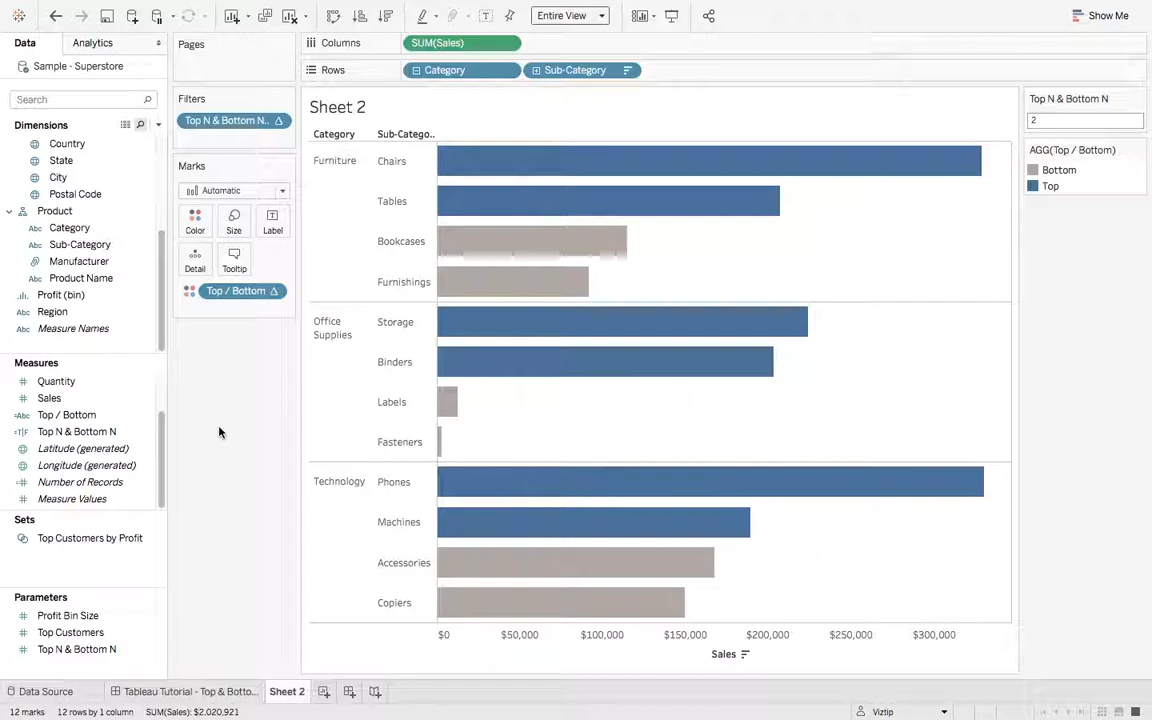 Entire View
Show Me
Data
Analytics
Sample - Superstore
Search
Dimensions
Country
State
City
Postal Code
Product
Abc Category
Abc Sub-Category
Manufacturer
Abc Product Name
Profit (bin)
Abc Region
Abc Measure Names
Measures
# Quantity
# Sales
=Abc Top / Bottom
=T|F Top N & Bottom N
Latitude (generated)
Longitude (generated)
=# Number of Records
# Measure Values
Sets
Top Customers by Profit
Parameters
# Profit Bin Size
# Top Customers
# Top N & Bottom N
Pages
Filters
Top N & Bottom N..
Marks
Automatic
Color
Size
Label
Detail
Tooltip
Top / Bottom
Columns
SUM(Sales)
Rows
Category
Sub-Category
Sheet 2
Category
Sub-Catego..
Furniture
Chairs
Tables
Bookcases
Furnishings
Office
Supplies
Storage
Binders
Labels
Fasteners
Technology
Phones
Machines
Accessories
Copiers
$0
$50,000
$100,000
$150,000
$200,000
$250,000
$300,000
Sales
Top N & Bottom N
2
AGG(Top / Bottom)
Bottom
Top
Data Source
Tableau Tutorial - Top & Botto...
Sheet 2
12 marks
12 rows by 1 column
SUM(Sales): $2,020,921
Viztip